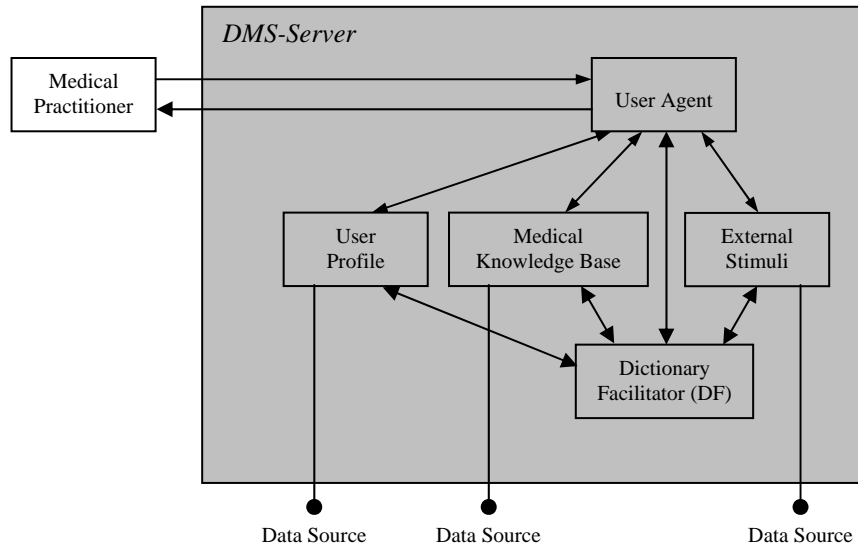 DMS-Server
Medical
Practitioner
User Agent
User
Profile
Medical
Knowledge Base
External
Stimuli
Dictionary
Facilitator (DF)
Data Source
Data Source
Data Source